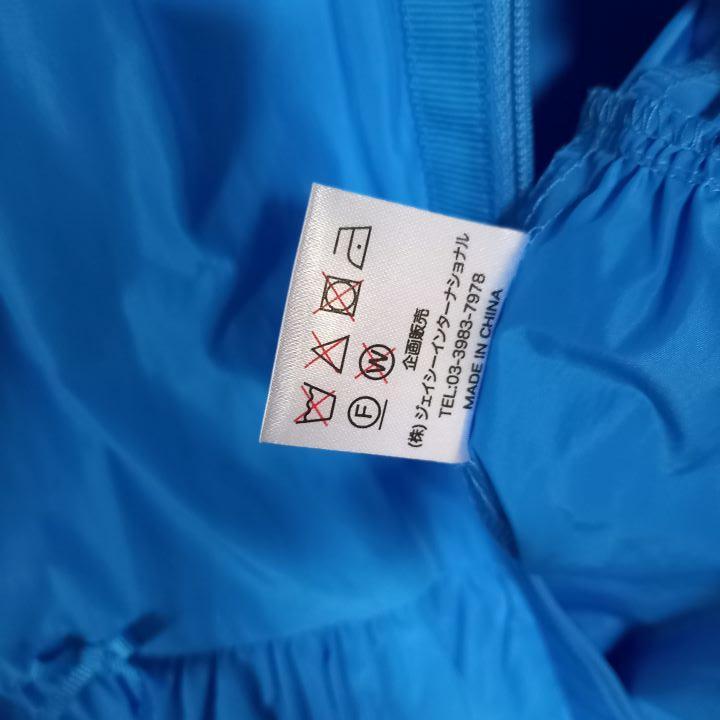 F W
企画販売
(株)ジェイシーインターナショナル
TEL:03-3983-7978
MADE IN CHINA